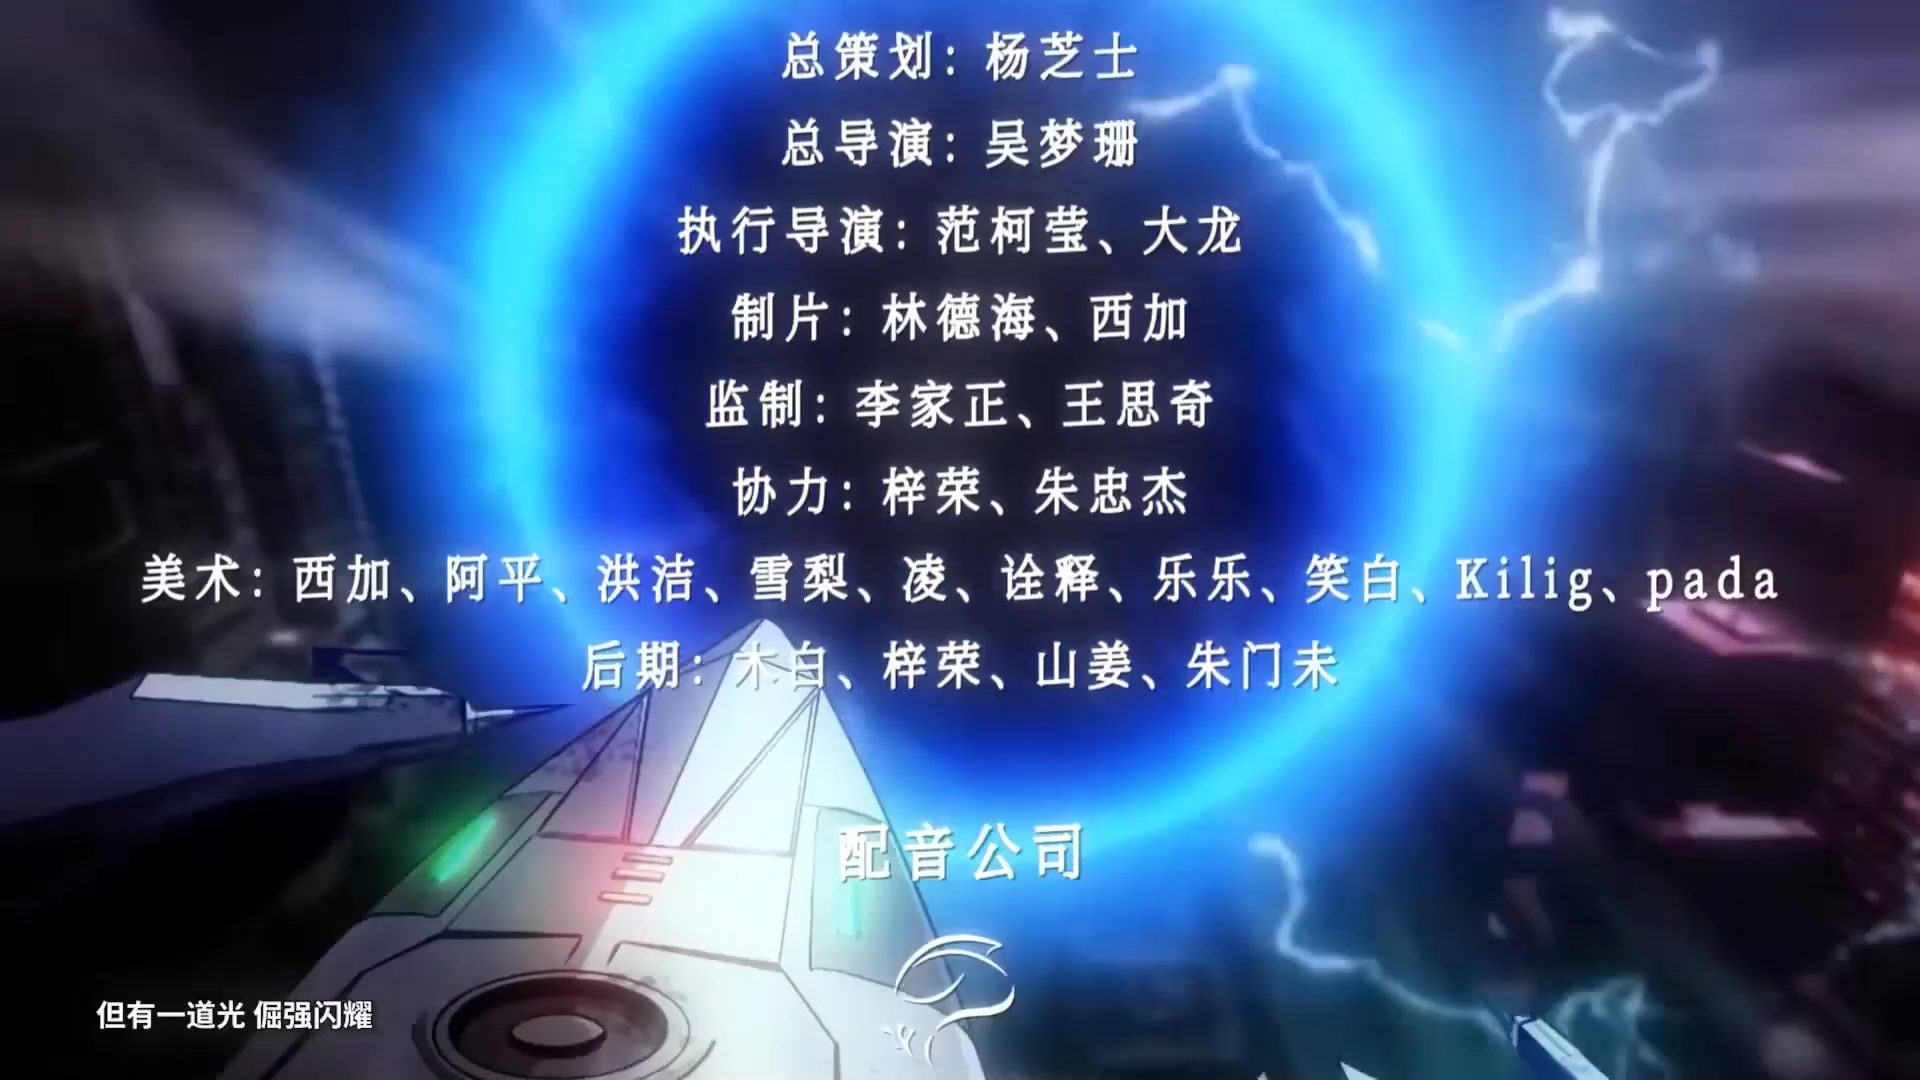 总策划：杨芝士
总导演：吴梦珊
执行导演：范柯莹、大龙
制片：林德海、西加
监制：李家正、王思奇
协力：梓荣、朱忠杰
美术：西加、阿平、洪洁、雪梨、凌、诠释、乐乐、笑白、Kilig、pada
后期：木白、梓荣、山姜、朱门未
配音公司
但有一道光 倔强闪耀